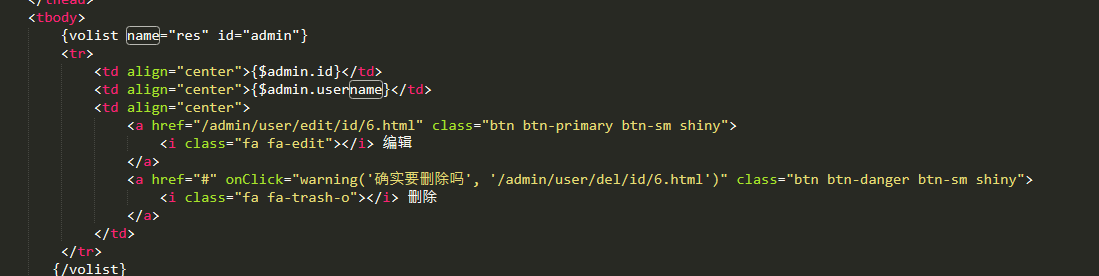 </thead>
<tbody>
{volist name="res" id="admin"}
<tr>
<td align="center">{$admin.id}</td>
<td align="center">{$admin.username}</td>
<td align="center">
<a href="/admin/user/edit/id/6.html" class="btn btn-primary btn-sm shiny">
<i class="fa fa-edit"></i> 编辑
</a>
<a href="#" onClick="warning('确实要删除吗', '/admin/user/del/id/6.html')" class="btn btn-danger btn-sm shiny">
<i class="fa fa-trash-o"></i> 删除
</a>
</td>
</tr>
{/volist}